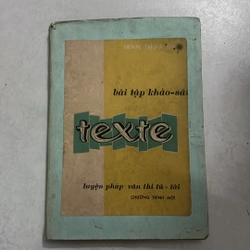 bài tập khảo-sát
texte
luyện pháp văn thi tú-tài
CHƯƠNG TRÌNH MỚI